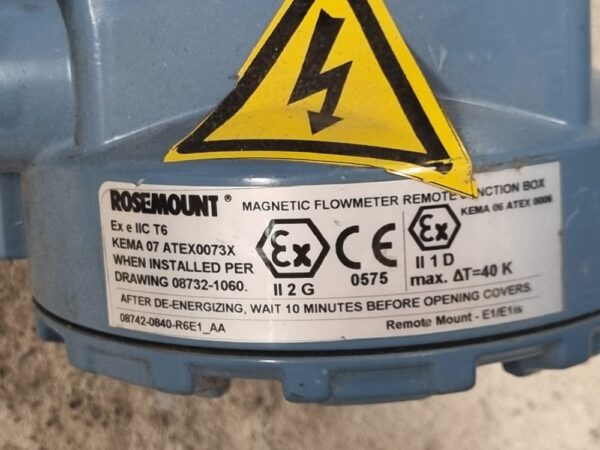 ROSEMOUNT® MAGNETIC FLOWMETER REMOTE JUNCTION BOX
Ex e IIC T6
KEMA 07 ATEX0073X
WHEN INSTALLED PER
DRAWING 08732-1060.
Ex
II 2 G
CE
0575
KEMA 06 ATEX 0006
Ex
II 1 D
max. ΔT=40 K
AFTER DE-ENERGIZING, WAIT 10 MINUTES BEFORE OPENING COVERS.
08742-0840-R6E1_AA
Remote Mount - E1/E1is